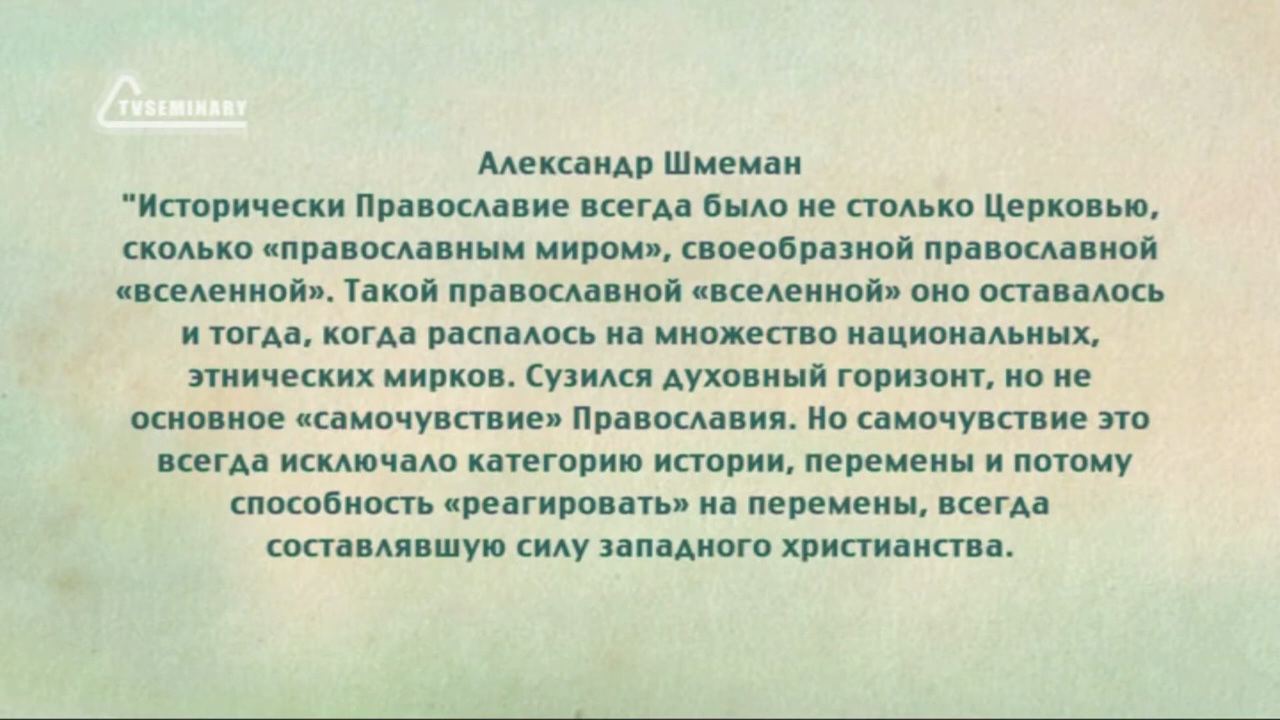 TVSEMINARY
Александр Шмеман
"Исторически Православие всегда было не столько Церковью,
сколько «православным миром», своеобразной православной
«вселенной». Такой православной «вселенной» оно оставалось
и тогда, когда распалось на множество национальных,
этнических мирков. Сузился духовный горизонт, но не
основное «самочувствие» Православия. Но самочувствие это
всегда исключало категорию истории, перемены и потому
способность «реагировать» на перемены, всегда
составлявшую силу западного христианства.